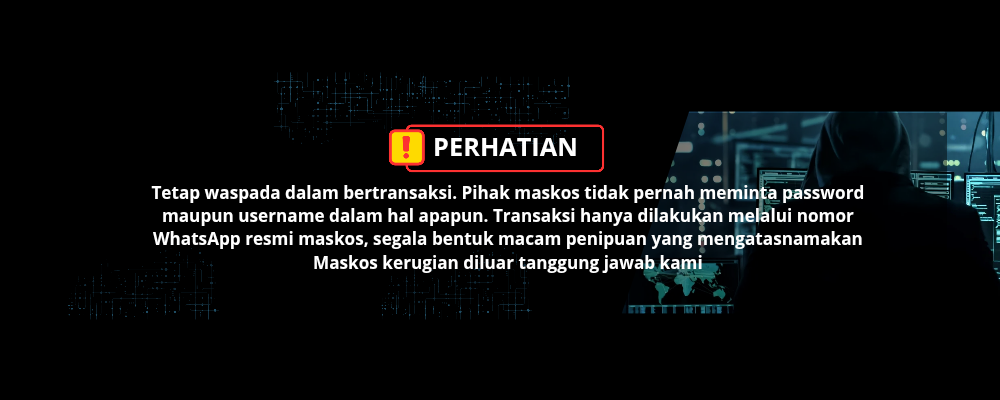 PERHATIAN
Tetap waspada dalam bertransaksi. Pihak maskos tidak pernah meminta password
maupun username dalam hal apapun. Transaksi hanya dilakukan melalui nomor
WhatsApp resmi maskos, segala bentuk macam penipuan yang mengatasnamakan
Maskos kerugian diluar tanggung jawab kami